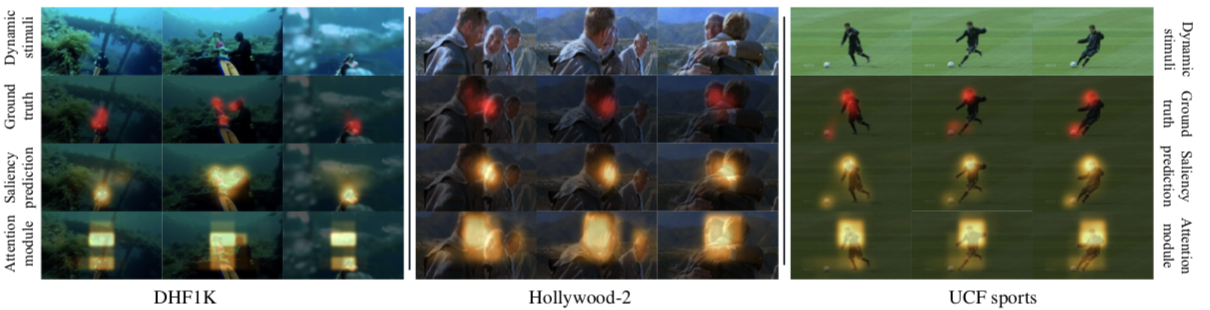 Dynamic
stimuli
Ground
truth
Saliency
prediction
Attention
module
DHF1K
Hollywood-2
UCF sports
Dynamic
stimuli
Ground
truth
Saliency
prediction
Attention
module